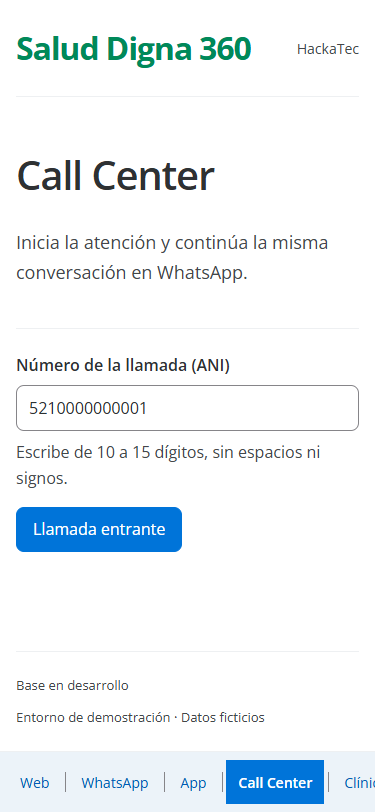 Salud Digna 360
HackaTec
Call Center
Inicia la atención y continúa la misma
conversación en WhatsApp.
Número de la llamada (ANI)
5210000000001
Escribe de 10 a 15 dígitos, sin espacios ni
signos.
Llamada entrante
Base en desarrollo
Entorno de demostración · Datos ficticios
Web
WhatsApp
App
Call Center